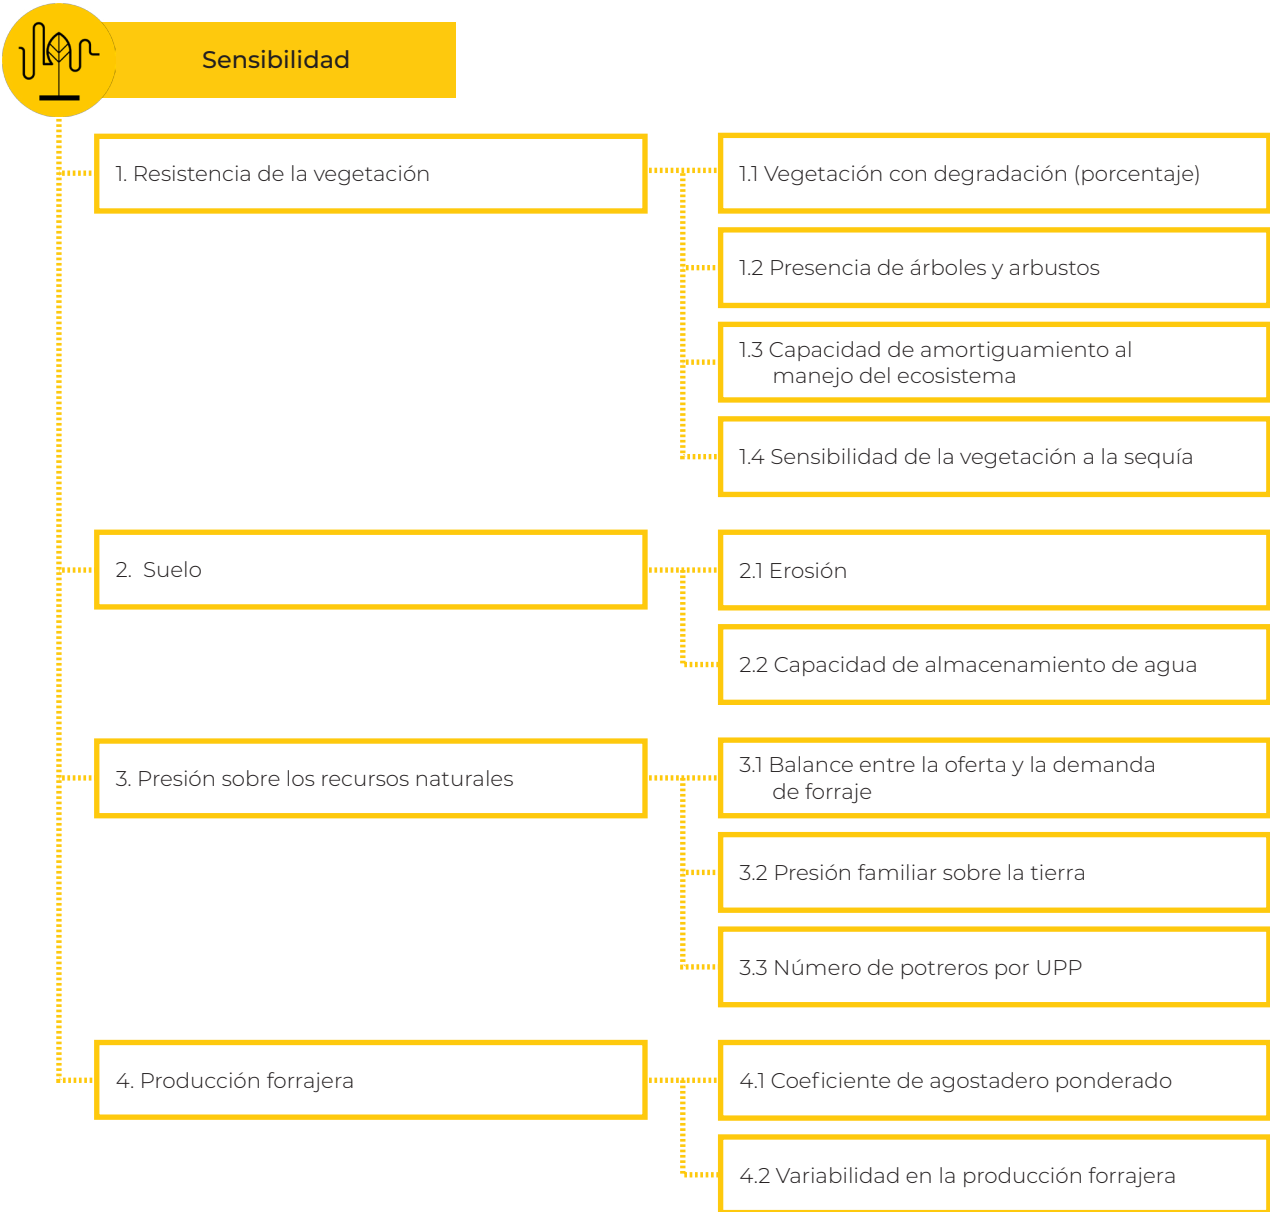 Sensibilidad
1. Resistencia de la vegetación
1.1 Vegetación con degradación (porcentaje)
1.2 Presencia de árboles y arbustos
1.3 Capacidad de amortiguamiento al
manejo del ecosistema
1.4 Sensibilidad de la vegetación a la sequía
2. Suelo
2.1 Erosión
2.2 Capacidad de almacenamiento de agua
3. Presión sobre los recursos naturales
3.1 Balance entre la oferta y la demanda
de forraje
3.2 Presión familiar sobre la tierra
3.3 Número de potreros por UPP
4. Producción forrajera
4.1 Coeficiente de agostadero ponderado
4.2 Variabilidad en la producción forrajera